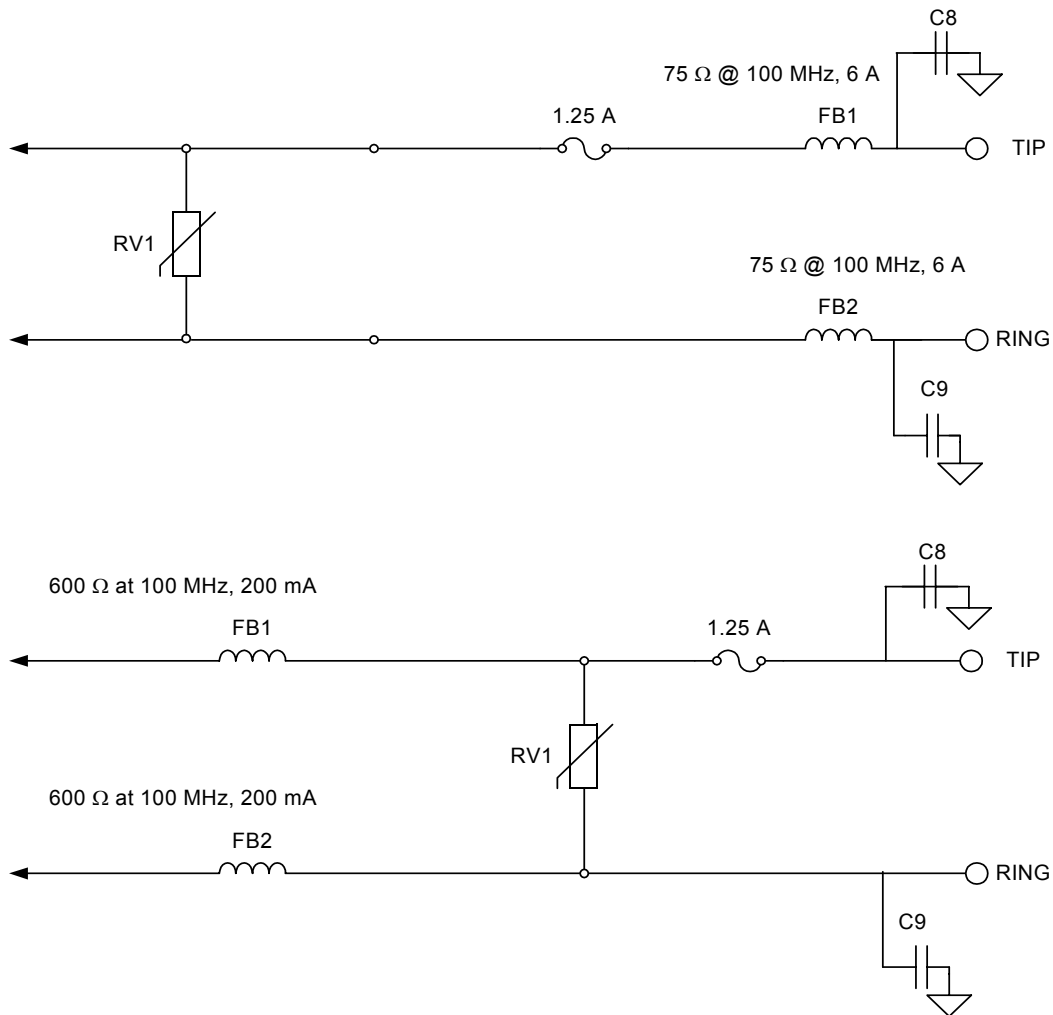 C8
75 Ω @ 100 MHz, 6 A
1.25 A
FB1
TIP
RV1
75 Ω @ 100 MHz, 6 A
FB2
RING
C9
C8
600 Ω at 100 MHz, 200 mA
FB1
1.25 A
TIP
RV1
600 Ω at 100 MHz, 200 mA
FB2
RING
C9